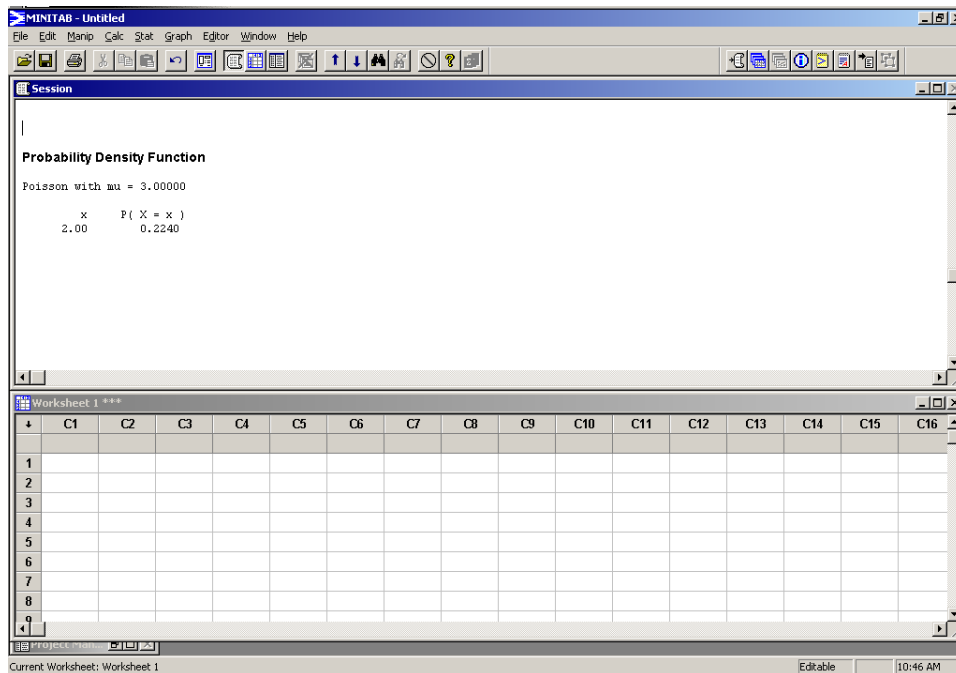 MINITAB - Untitled
File Edit Manip Calc Stat Graph Editor Window Help
Session
Probability Density Function
Poisson with mu = 3.00000
x P( X = x )
2.00 0.2240
Worksheet 1 ***
C1 C2 C3 C4 C5 C6 C7 C8 C9 C10 C11 C12 C13 C14 C15 C16
1
2
3
4
5
6
7
8
9
Project Man...
Current Worksheet: Worksheet 1 Editable 10:46 AM